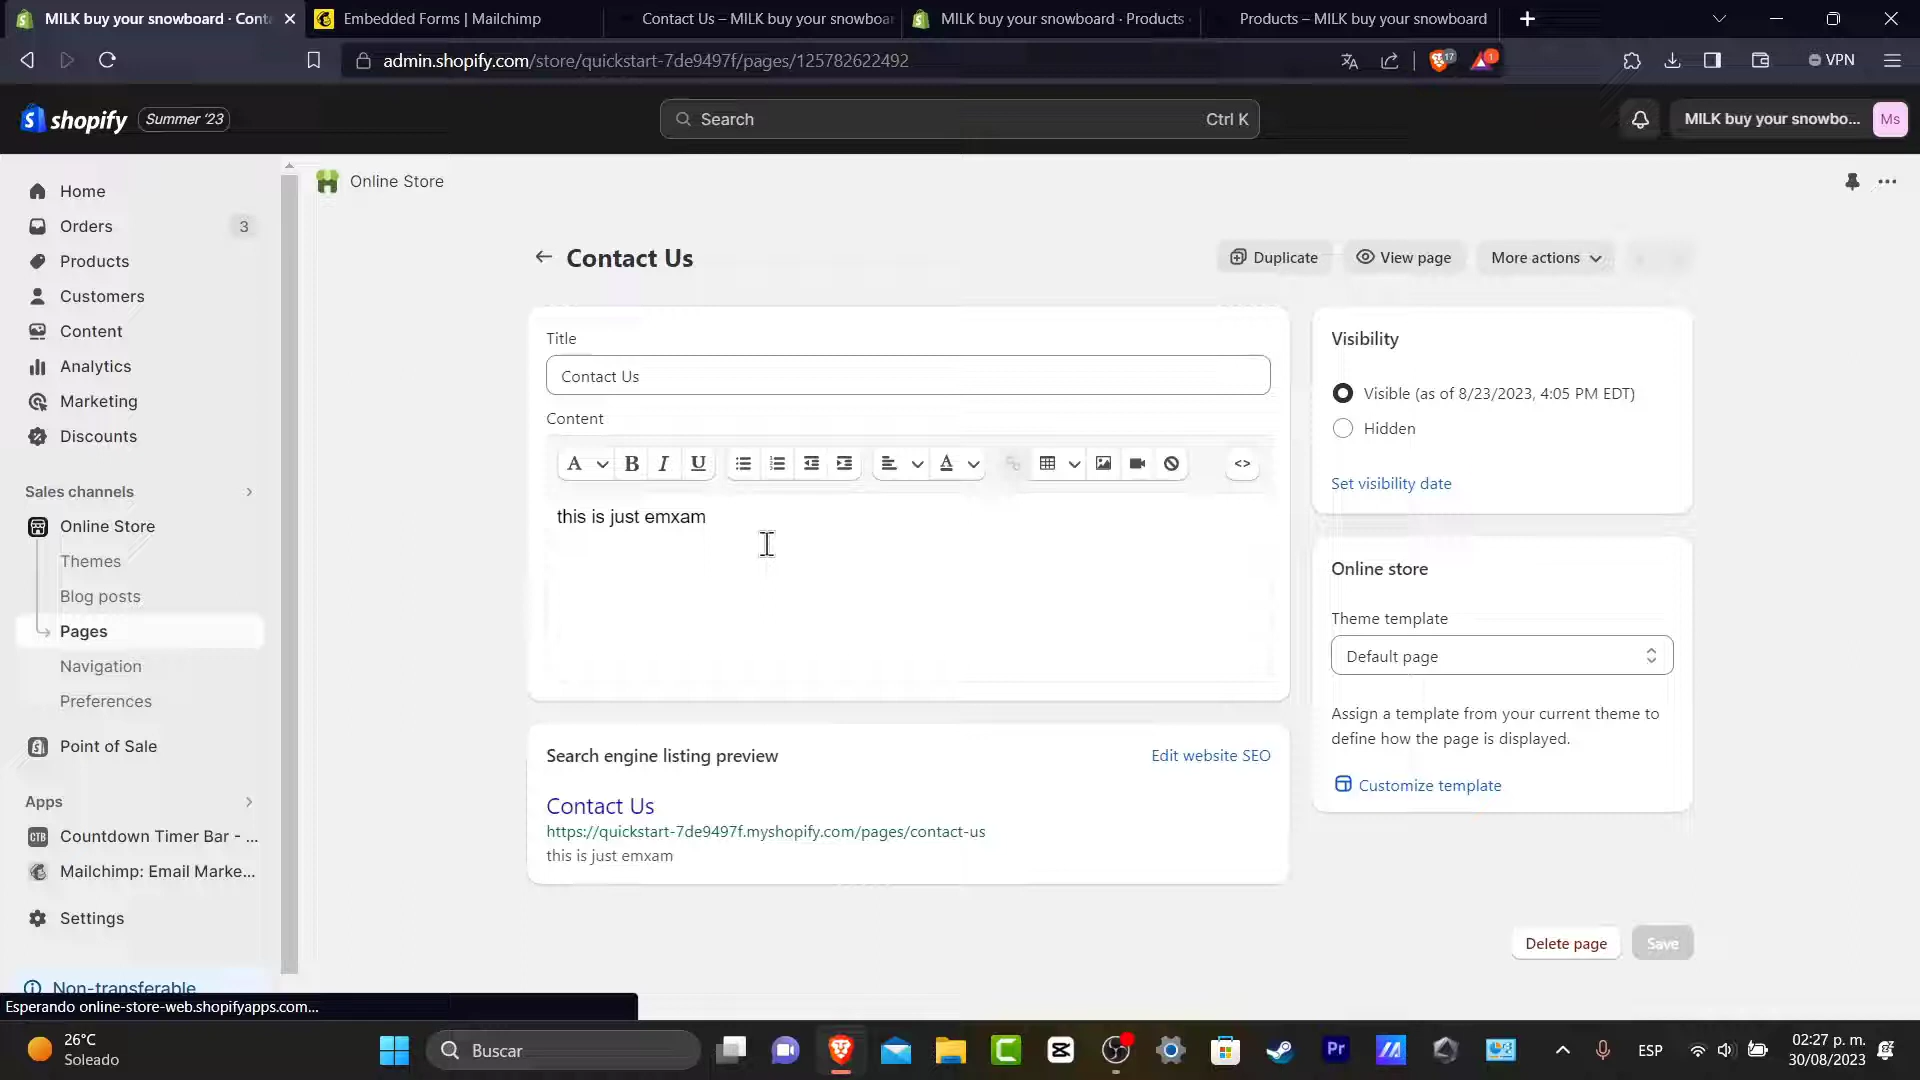 MILK buy your snowboard · Conta
Embedded Forms | Mailchimp
Contact Us – MILK buy your snowboar
MILK buy your snowboard · Products
Products – MILK buy your snowboard
admin.shopify.com/store/quickstart-7de9497f/pages/125782622492
17
1
VPN
shopify
Summer '23
Search
Ctrl K
MILK buy your snowbo...
Ms
Home
Orders
3
Products
Customers
Content
Analytics
Marketing
Discounts
Sales channels
Online Store
Themes
Blog posts
Pages
Navigation
Preferences
Point of Sale
Apps
CTB
Countdown Timer Bar - ...
Mailchimp: Email Marke...
Settings
Non-transferable
Esperando online-store-web.shopifyapps.com...
Online Store
Contact Us
Duplicate
View page
More actions
Title
Contact Us
Content
A
B
I
U
A
<>
this is just emxam
Search engine listing preview
Edit website SEO
Contact Us
https://quickstart-7de9497f.myshopify.com/pages/contact-us
this is just emxam
Visibility
Visible (as of 8/23/2023, 4:05 PM EDT)
Hidden
Set visibility date
Online store
Theme template
Default page
Assign a template from your current theme to
define how the page is displayed.
Customize template
Delete page
Save
26°C
Soleado
Buscar
Pr
ESP
02:27 p. m.
30/08/2023